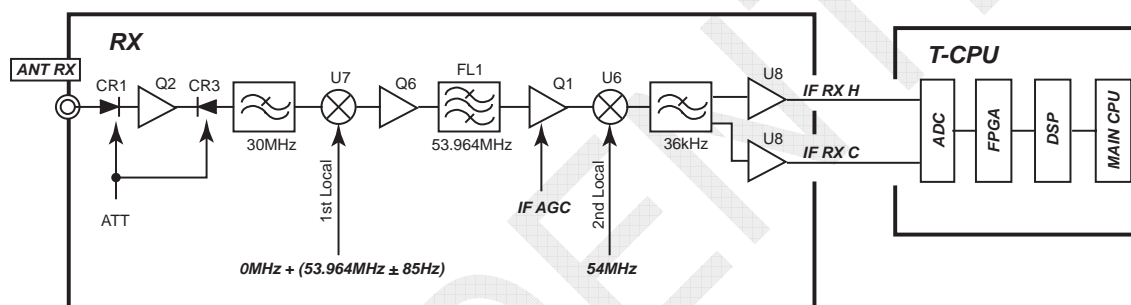 RX
T-CPU
ANT RX
CR1
Q2
CR3
U7
Q6
FL1
Q1
U6
U8
IF RX H
30MHz
53.964MHz
36kHz
U8
IF RX C
ADC
FPGA
DSP
MAIN CPU
ATT
1st Local
IF AGC
2nd Local
0MHz + (53.964MHz ± 85Hz)
54MHz